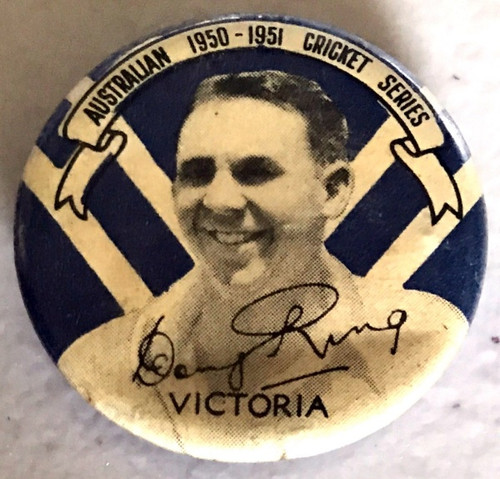 AUSTRALIAN 1950-1951 CRICKET SERIES
Doug Ring
VICTORIA